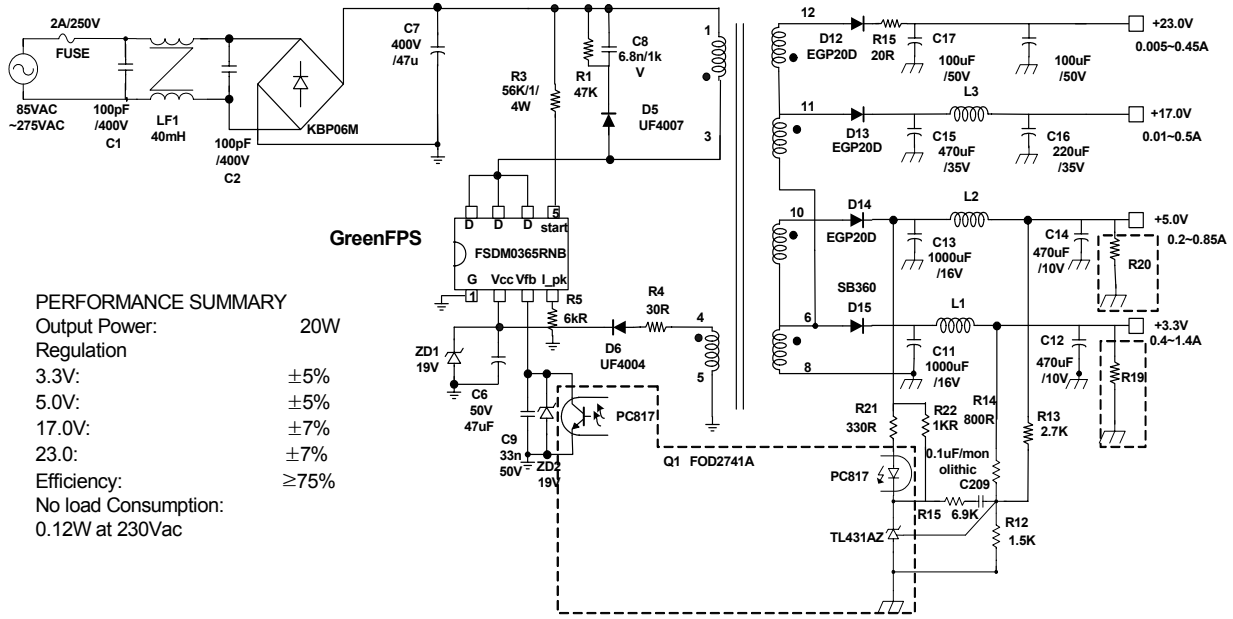 2A/250V
FUSE
85VAC
~275VAC
100pF
/400V
C1
LF1
40mH
100pF
/400V
C2
KBP06M
C7
400V
/47u
R3
56K/1/
4W
R1
47K
C8
6.8n/1k
V
D5
UF4007
1
3
12
D12
EGP20D
R15
20R
C17
100uF
/50V
100uF
/50V
+23.0V
0.005~0.45A
11
D13
EGP20D
C15
470uF
/35V
L3
C16
220uF
/35V
+17.0V
0.01~0.5A
10
D14
EGP20D
C13
1000uF
/16V
L2
C14
470uF
/10V
R20
+5.0V
0.2~0.85A
6
8
SB360
D15
C11
1000uF
/16V
L1
C12
470uF
/10V
R19
+3.3V
0.4~1.4A
GreenFPS
D D D 5
start
FSDM0365RNB
G Vcc Vfb I_pk
1
R5
6kR
R4
30R
D6
UF4004
4
5
ZD1
19V
C6
50V
47uF
C9
33n
50V
ZD2
19V
PC817
Q1 FOD2741A
R21
330R
R22
1KR
R14
800R
R13
2.7K
0.1uF/mon
olithic
C209
PC817
R15 6.9K
R12
1.5K
TL431AZ
PERFORMANCE SUMMARY
Output Power: 20W
Regulation
3.3V: ±5%
5.0V: ±5%
17.0V: ±7%
23.0: ±7%
Efficiency: ≥75%
No load Consumption:
0.12W at 230Vac